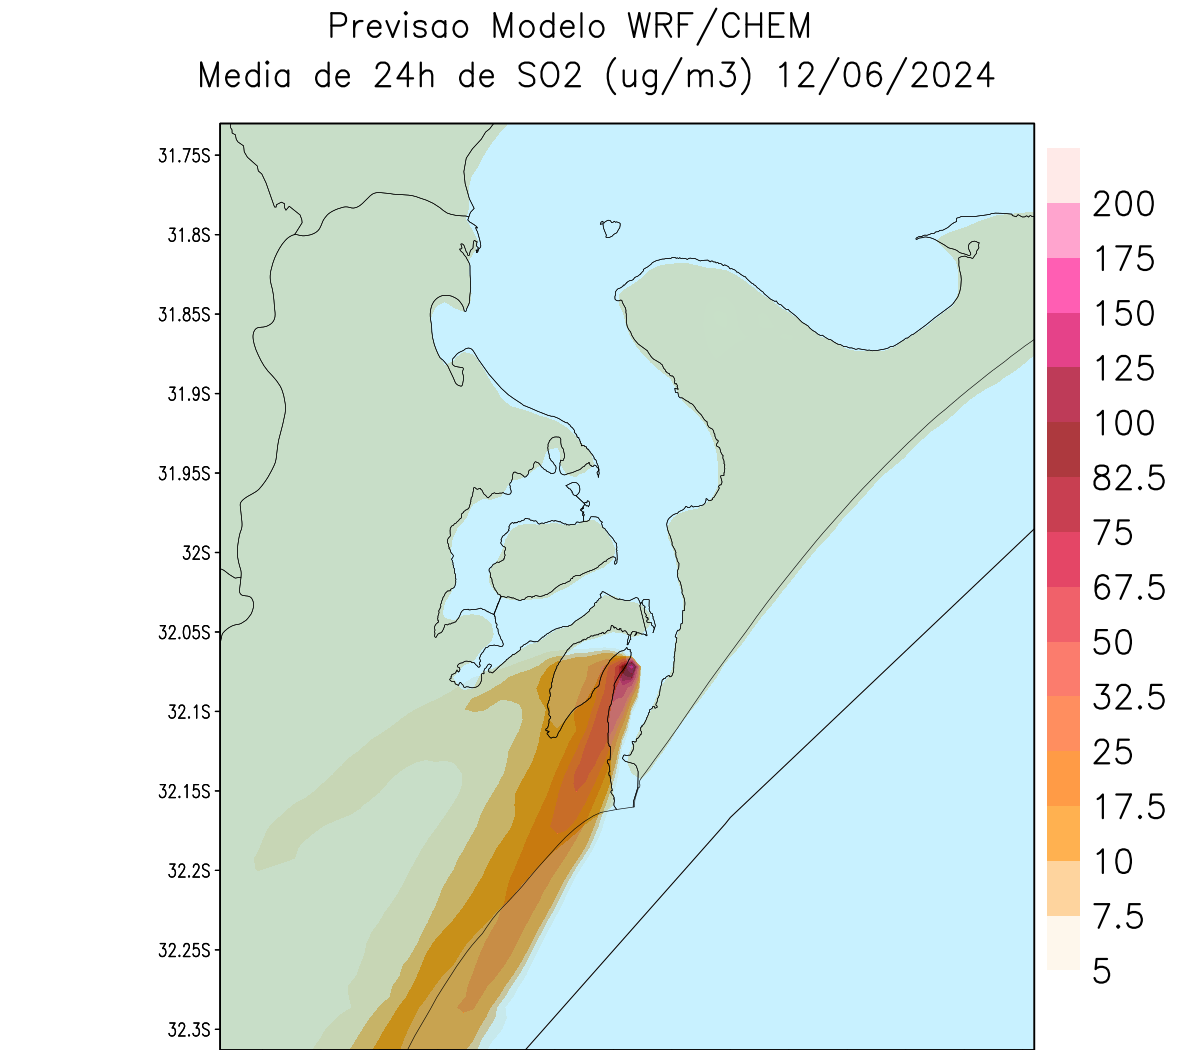 Previsao Modelo WRF/CHEM
Media de 24h de SO2 (ug/m3) 12/06/2024
31.75S
31.8S
31.85S
31.9S
31.95S
32S
32.05S
32.1S
32.15S
32.2S
32.25S
32.3S
200
175
150
125
100
82.5
75
67.5
50
32.5
25
17.5
10
7.5
5